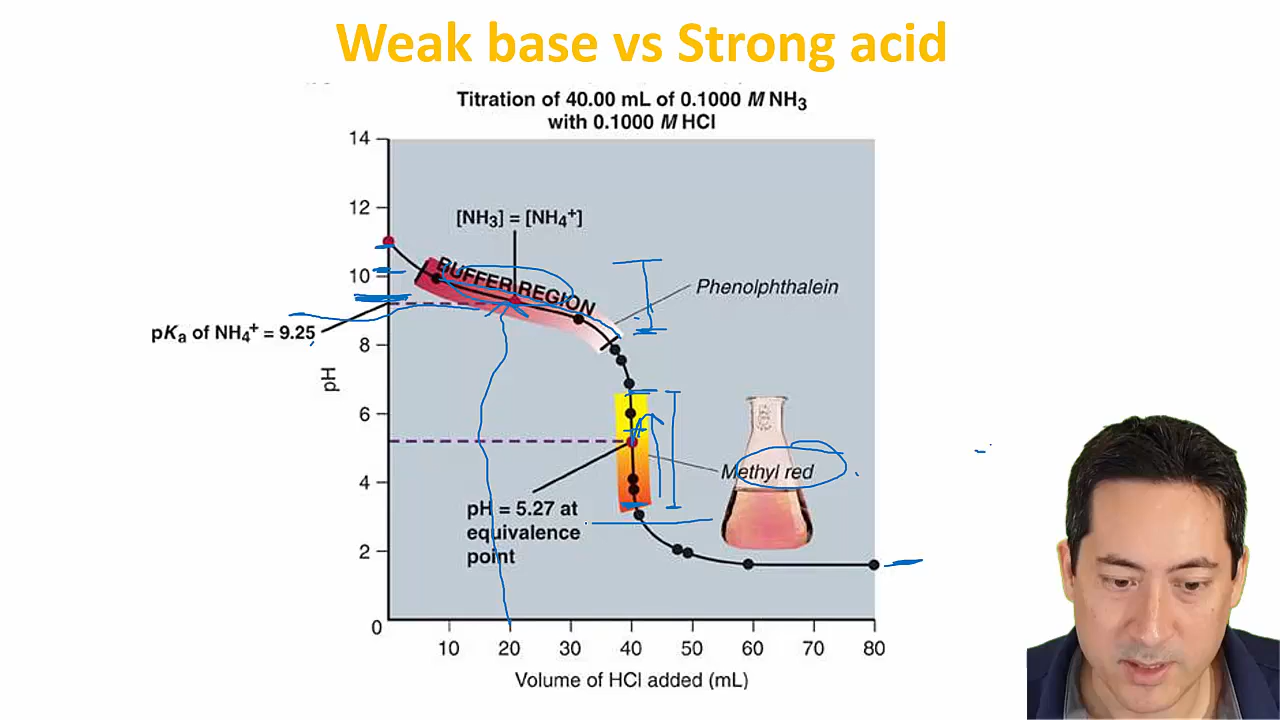 Weak base vs Strong acid
Titration of 40.00 mL of 0.1000 M NH₃
with 0.1000 M HCl
14
12
10
8
6
4
2
0
pH
[NH₃] = [NH₄⁺]
BUFFER REGION
Phenolphthalein
pKₐ of NH₄⁺ = 9.25
Methyl red
pH = 5.27 at
equivalence
point
10 20 30 40 50 60 70 80
Volume of HCl added (mL)